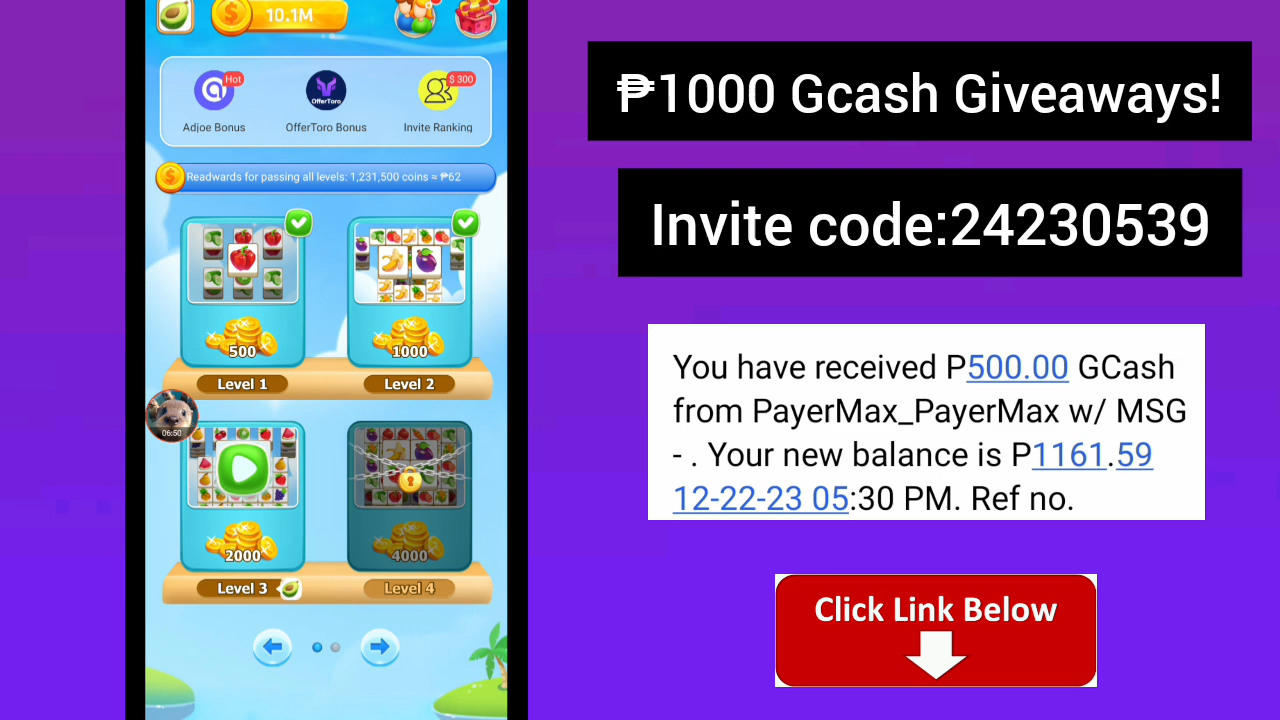 10.1M
Hot
$ 300
OfferToro
Adjoe Bonus
OfferToro Bonus
Invite Ranking
Readwards for passing all levels: 1,231,500 coins ≈ ₱62
500
1000
Level 1
Level 2
06:50
2000
4000
Level 3
Level 4
₱1000 Gcash Giveaways!
Invite code:24230539
You have received P500.00 GCash
from PayerMax_PayerMax w/ MSG
- . Your new balance is P1161.59
12-22-23 05:30 PM. Ref no.
Click Link Below